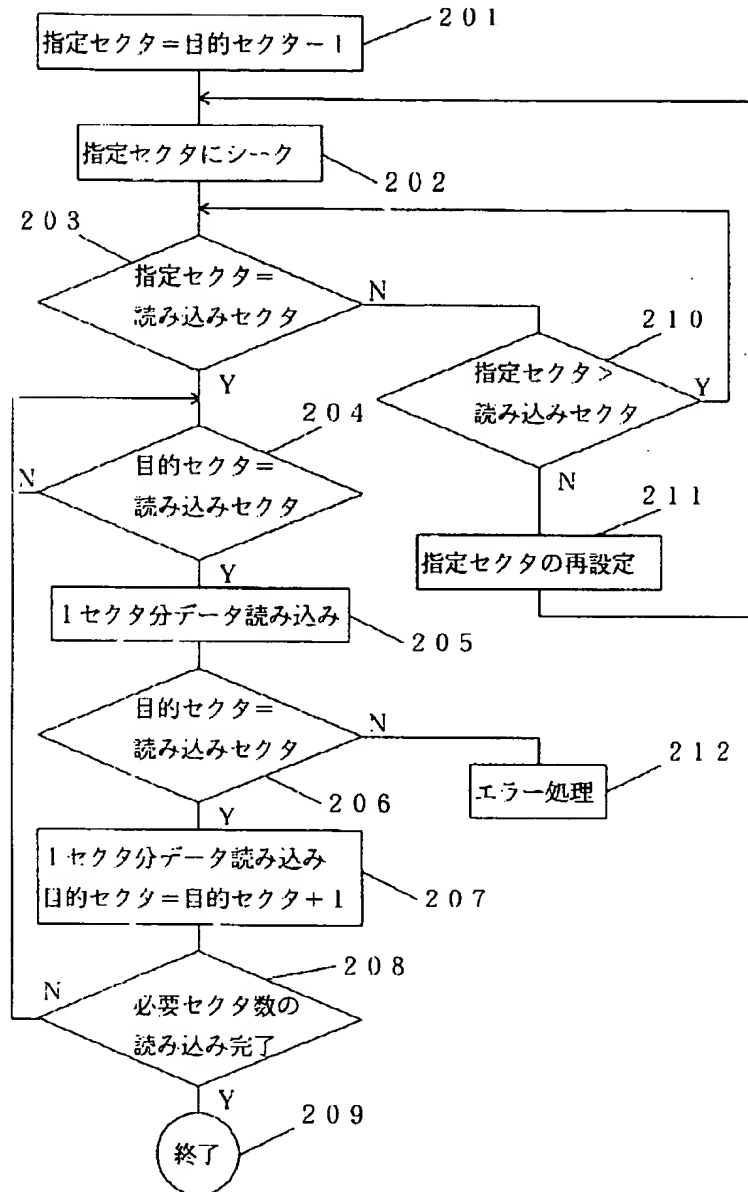 201
指定セクタ＝目的セクター1
指定セクタにシーク
202
203
指定セクタ＝
読み込みセクタ
N
Y
210
指定セクタ＞
読み込みセクタ
Y
N
204
目的セクタ＝
読み込みセクタ
N
Y
211
指定セクタの再設定
1セクタ分データ読み込み
205
目的セクタ＝
読み込みセクタ
N
206
Y
エラー処理
212
1セクタ分データ読み込み
目的セクタ＝目的セクタ＋1
207
208
必要セクタ数の
読み込み完了
N
Y
終了
209